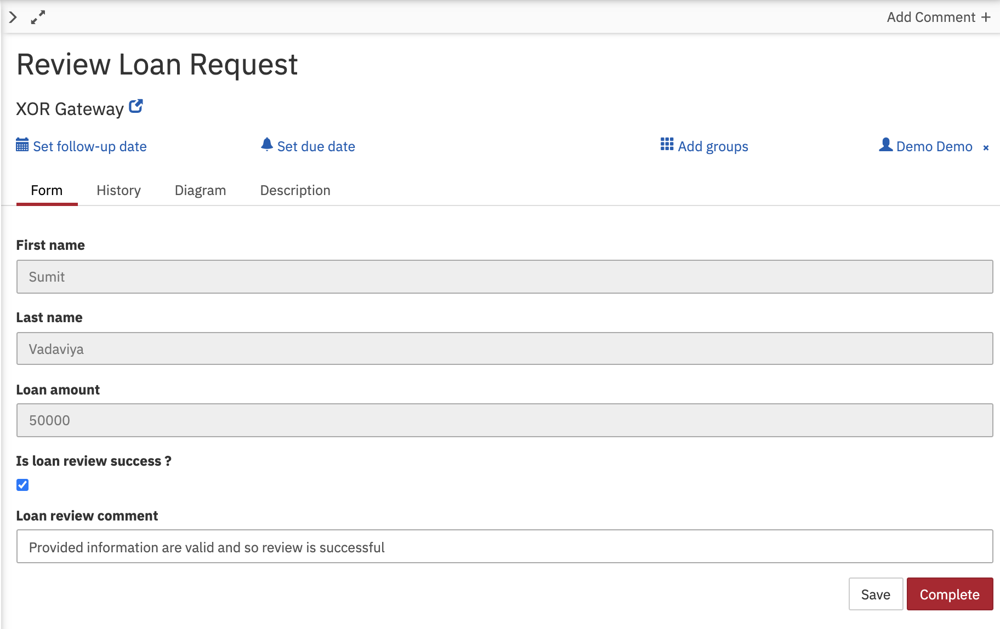 Add Comment +
Review Loan Request
XOR Gateway
Set follow-up date Set due date Add groups Demo Demo ×
Form History Diagram Description
First name
Sumit
Last name
Vadaviya
Loan amount
50000
Is loan review success ?
Loan review comment
Provided information are valid and so review is successful
Save Complete